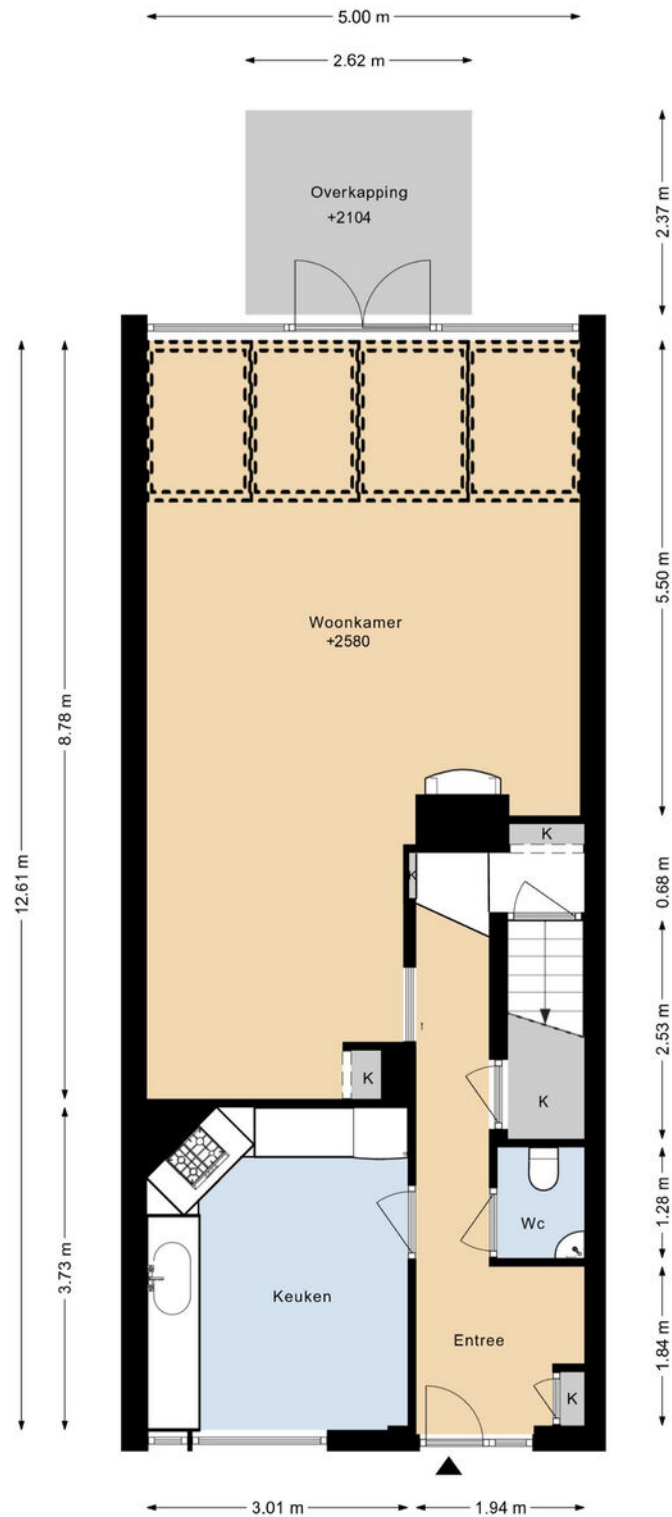 5.00 m
2.62 m
Overkapping
+2104
2.37 m
Woonkamer
+2580
5.50 m
8.78 m
12.61 m
K
K
0.68 m
2.53 m
K
K
3.73 m
1.28 m
Wc
Keuken
Entree
1.84 m
K
3.01 m
1.94 m